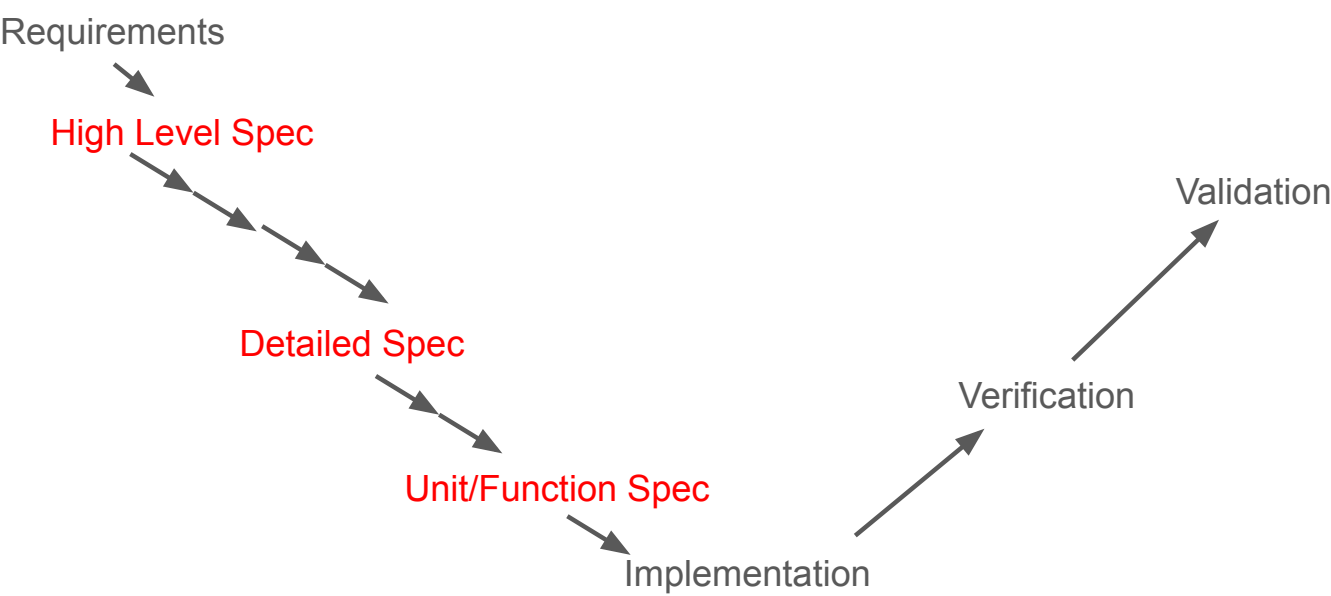 Requirements
High Level Spec
Validation
Detailed Spec
Verification
Unit/Function Spec
Implementation